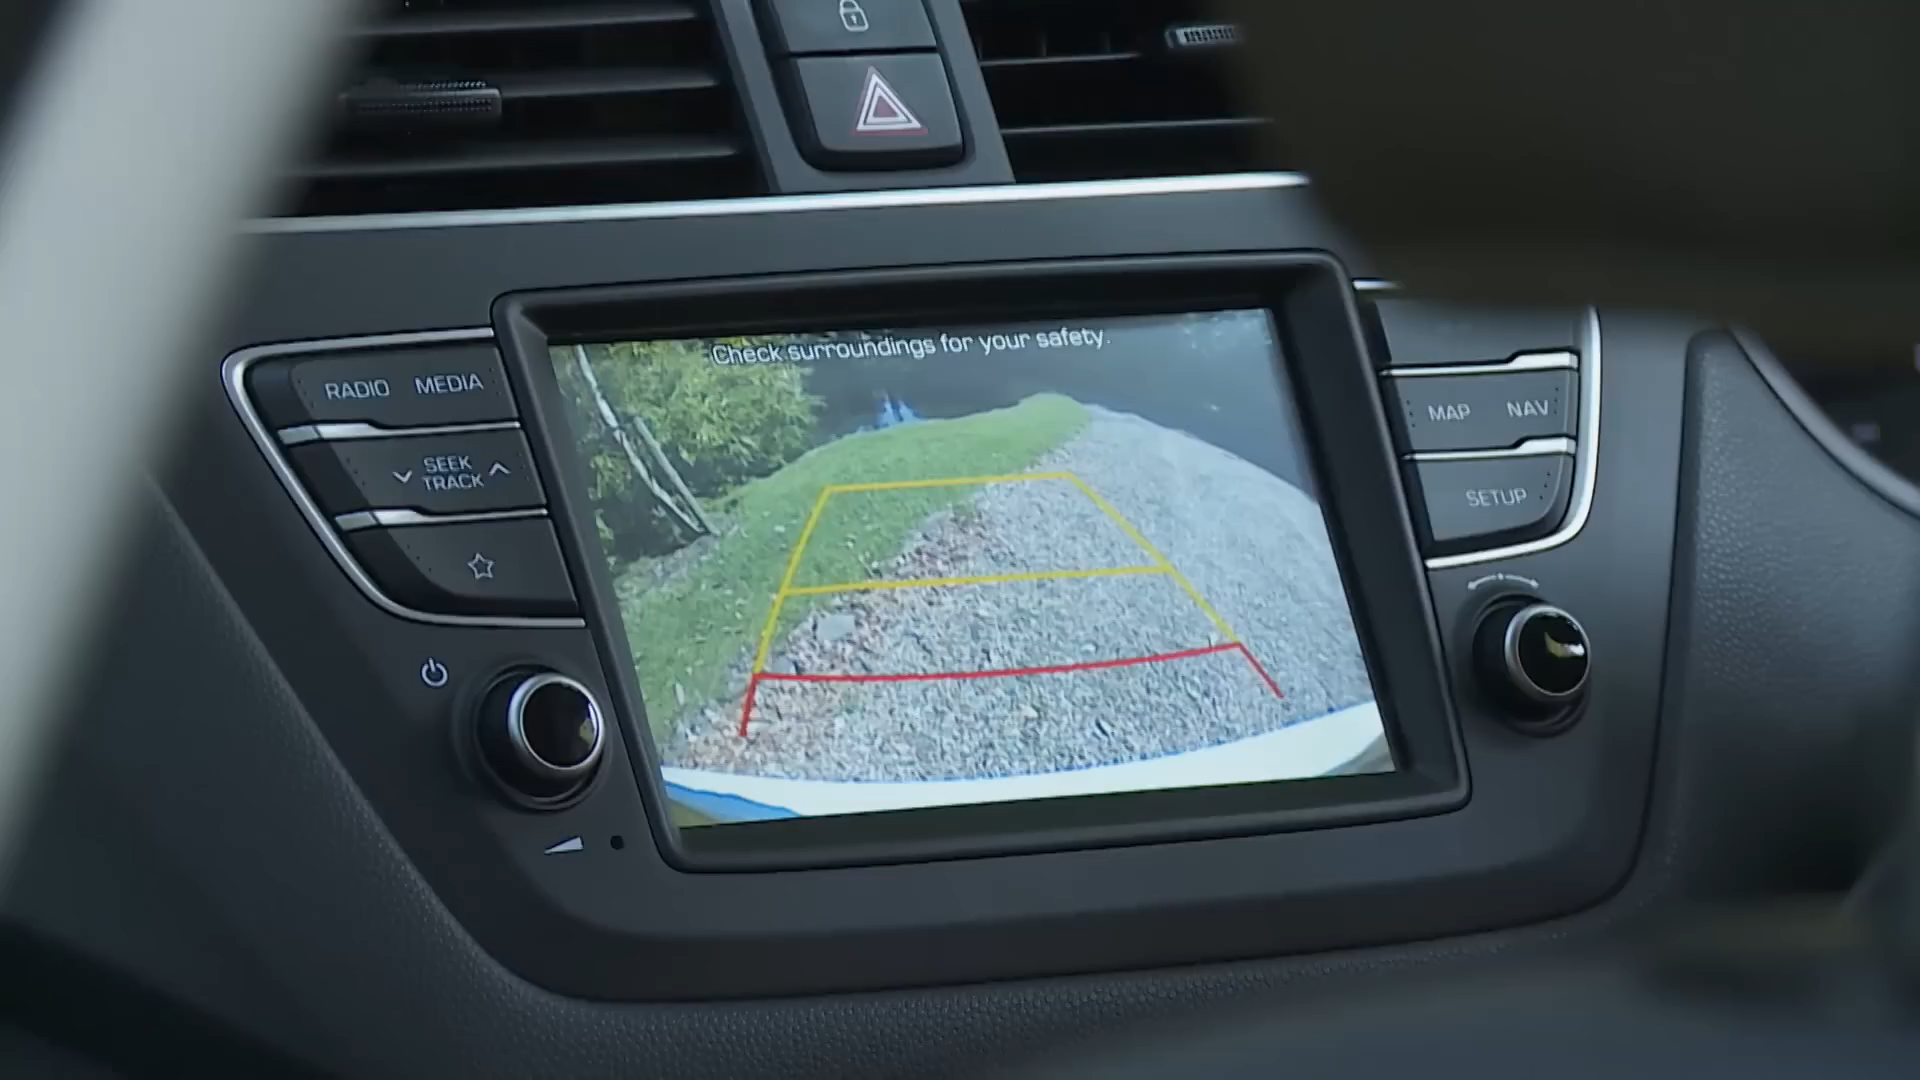 Check surroundings for your safety.
RADIO MEDIA
SEEK
TRACK
MAP NAV
SETUP